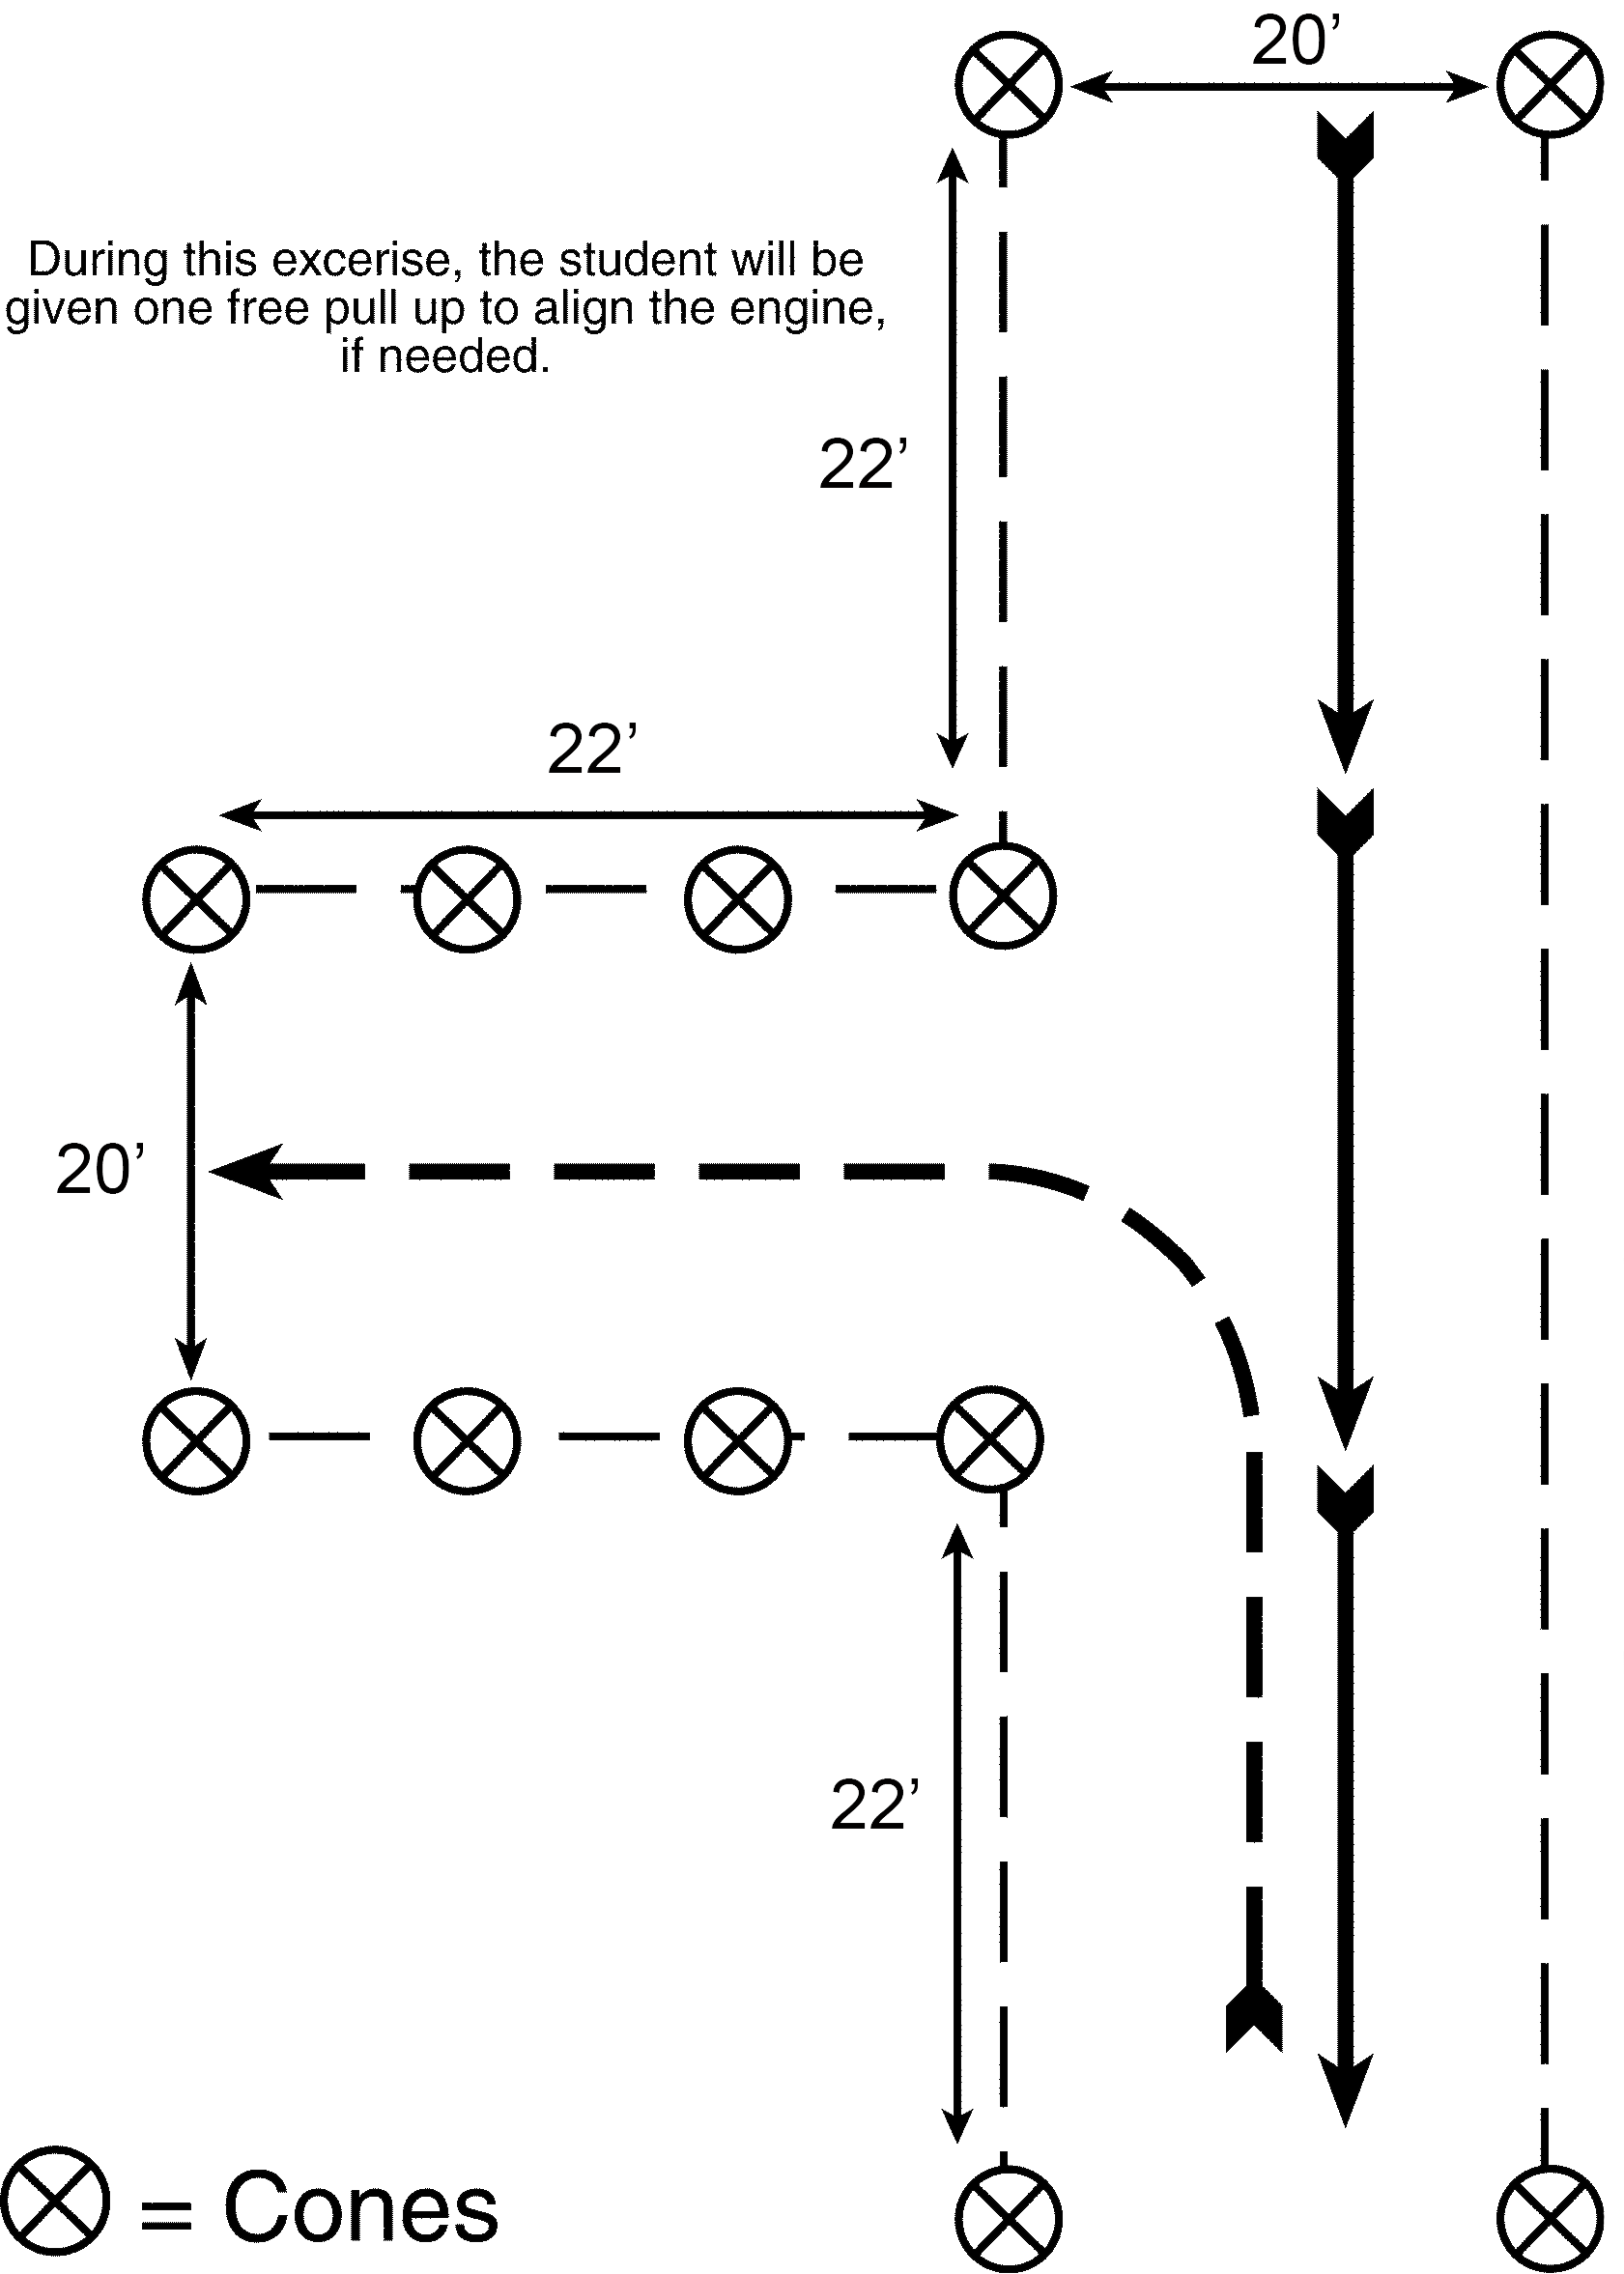 20’
During this excerise, the student will be
given one free pull up to align the engine,
if needed.
22’
22’
20’
22’
= Cones